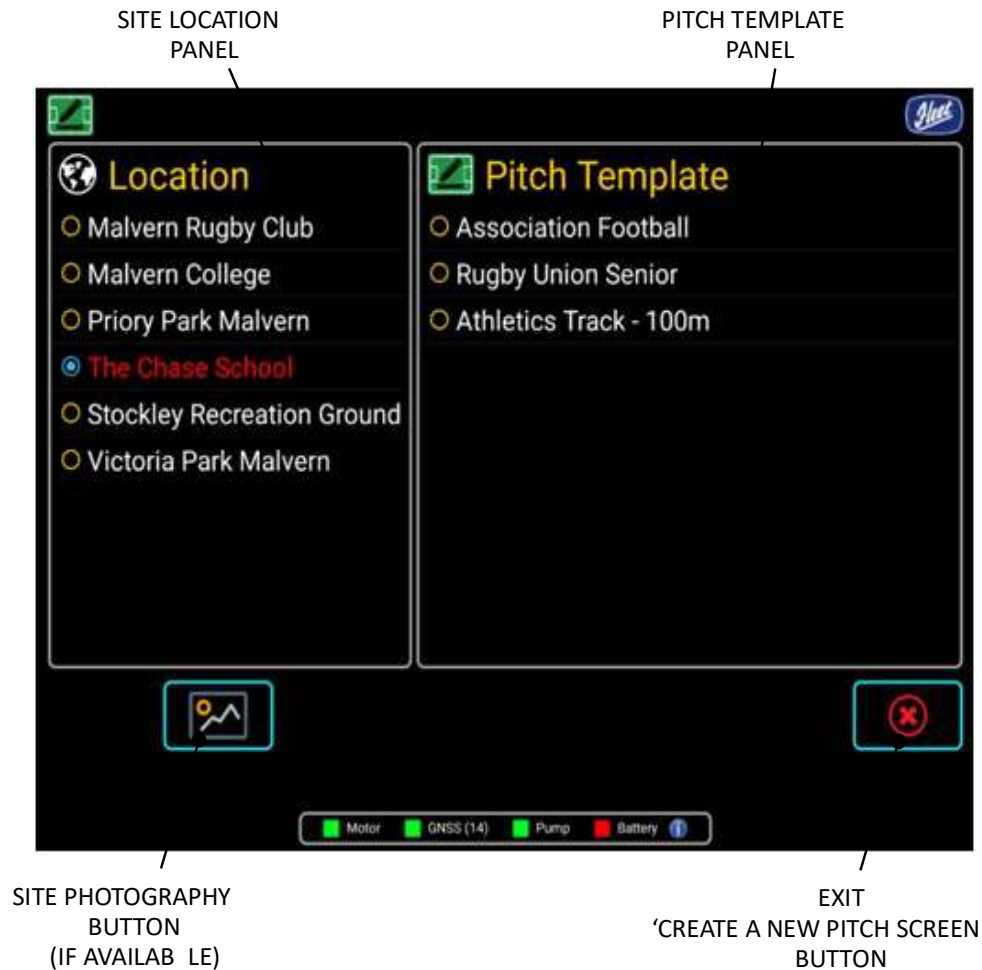 SITE LOCATION
PANEL
PITCH TEMPLATE
PANEL
Fleet
Location
Malvern Rugby Club
Malvern College
Priory Park Malvern
The Chase School
Stockley Recreation Ground
Victoria Park Malvern
Pitch Template
Association Football
Rugby Union Senior
Athletics Track - 100m
Motor GNSS (14) Pump Battery i
SITE PHOTOGRAPHY
BUTTON
(IF AVAILAB LE)
EXIT
‘CREATE A NEW PITCH SCREEN
BUTTON